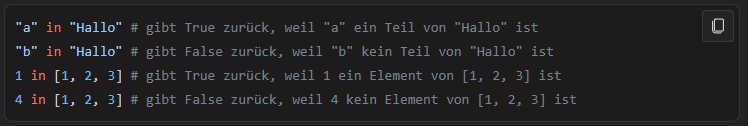 "a" in "Hallo" # gibt True zurück, weil "a" ein Teil von "Hallo" ist
"b" in "Hallo" # gibt False zurück, weil "b" kein Teil von "Hallo" ist
1 in [1, 2, 3] # gibt True zurück, weil 1 ein Element von [1, 2, 3] ist
4 in [1, 2, 3] # gibt False zurück, weil 4 kein Element von [1, 2, 3] ist